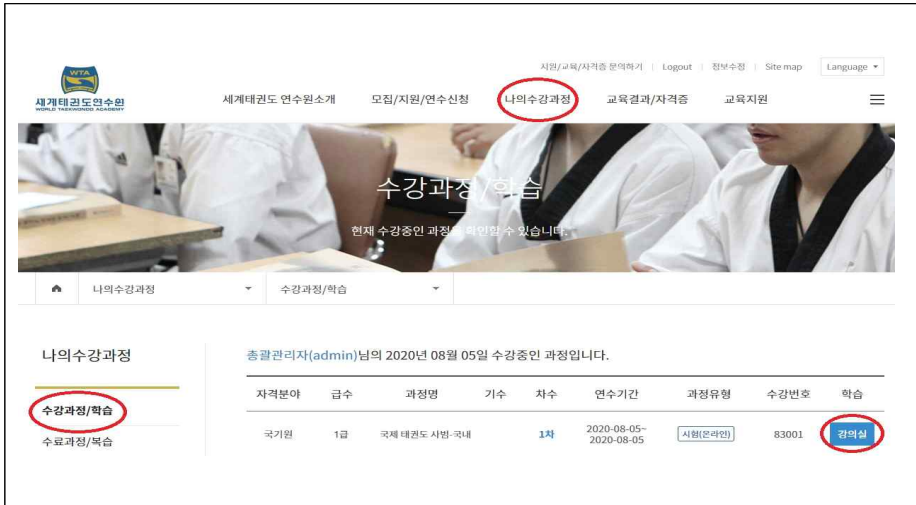 지원/교육/자격증 문의하기 | Logout | 정보수정 | Site map Language
WTA
세계태권도연수원
WORLD TAEKWONDO ACADEMY
세계태권도 연수원소개 모집/지원/연수신청 나의수강과정 교육결과/자격증 교육지원
수강과정/학습
현재 수강중인 과정을 확인할 수 있습니다.
나의수강과정 수강과정/학습
나의수강과정
수강과정/학습
수료과정/복습
총괄관리자(admin)님의 2020년 08월 05일 수강중인 과정입니다.
자격분야 급수 과정명 기수 차수 연수기간 과정유형 수강번호 학습
국기원 1급 국제 태권도 사범-국내 1차 2020-08-05~ 시험(온라인) 83001 강의실
2020-08-05